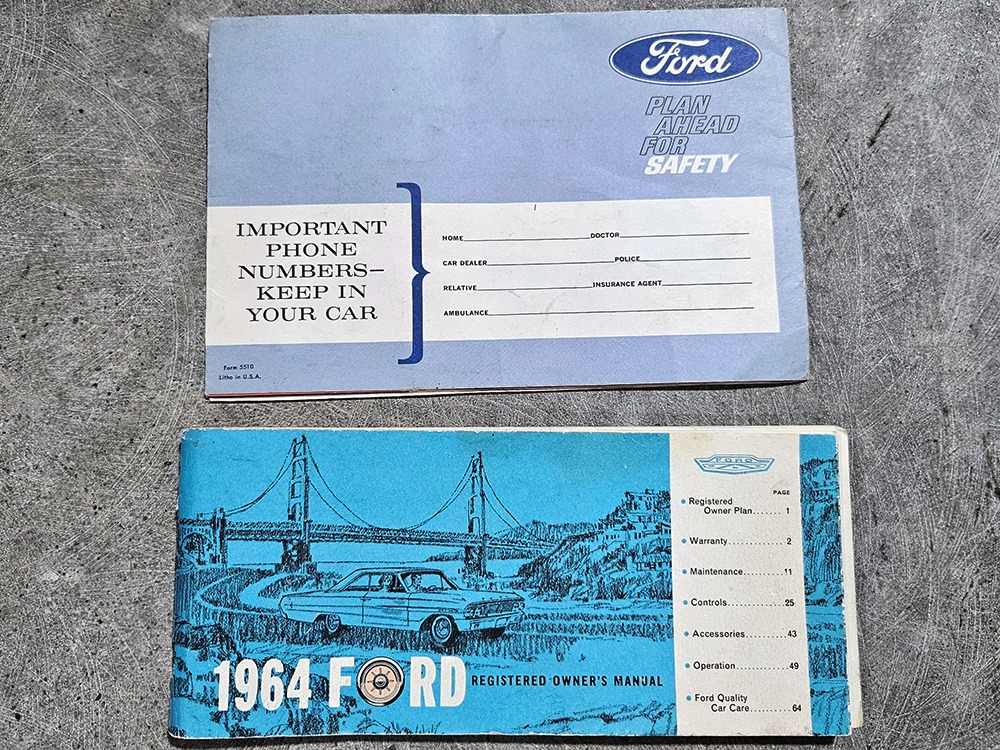 Ford
PLAN
AHEAD
FOR
SAFETY
IMPORTANT
PHONE
NUMBERS—
KEEP IN
YOUR CAR
HOME DOCTOR
CAR DEALER POLICE
RELATIVE INSURANCE AGENT
AMBULANCE
Form 5510
Litho in U.S.A.
FORD
PAGE
• Registered
Owner Plan....... 1
• Warranty............. 2
• Maintenance..........11
• Controls.............25
• Accessories..........43
• Operation............49
• Ford Quality
Car Care..........64
1964 FORD REGISTERED OWNER'S MANUAL